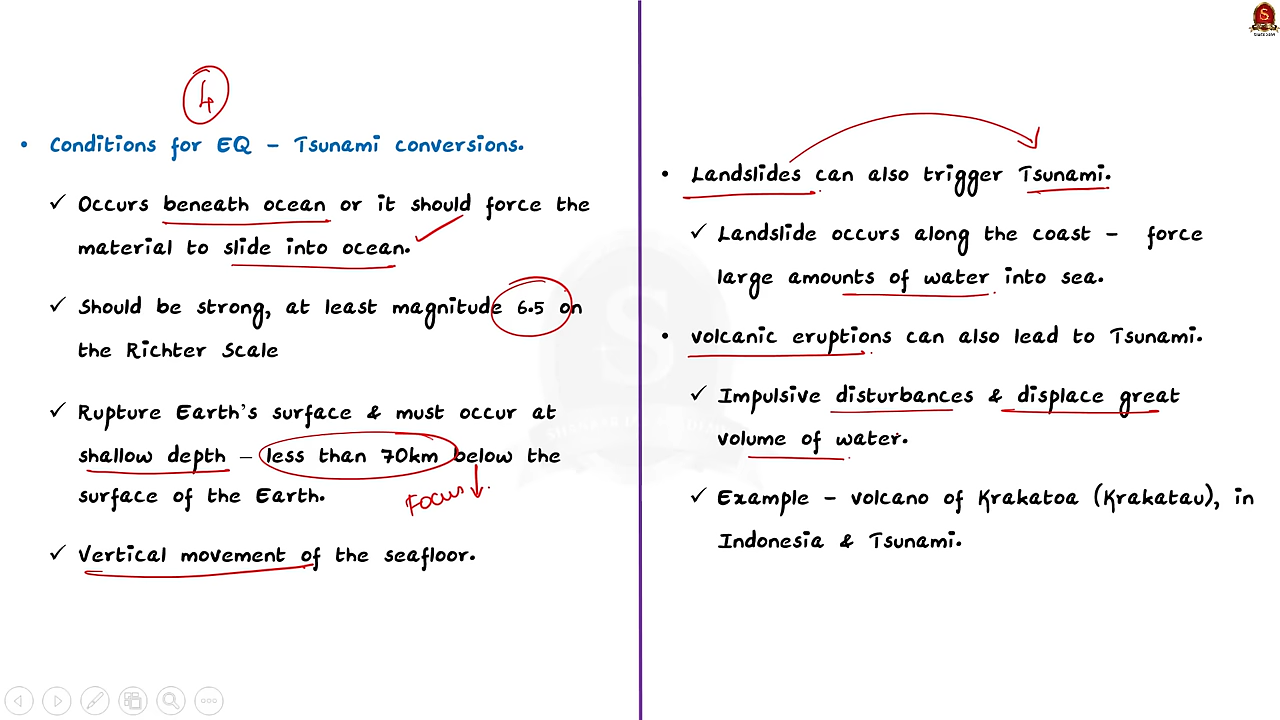 4
• Conditions for EQ – Tsunami conversions.
✓ Occurs beneath ocean or it should force the
material to slide into ocean.
✓ Should be strong, at least magnitude 6.5 on
the Richter Scale
✓ Rupture Earth's surface & must occur at
shallow depth – less than 70km below the
surface of the Earth.
Focus
✓ Vertical movement of the seafloor.
• Landslides can also trigger Tsunami.
✓ Landslide occurs along the coast – force
large amounts of water into sea.
• volcanic eruptions can also lead to Tsunami.
✓ Impulsive disturbances & displace great
volume of water.
✓ Example – volcano of Krakatoa (Krakatau), in
Indonesia & Tsunami.
S